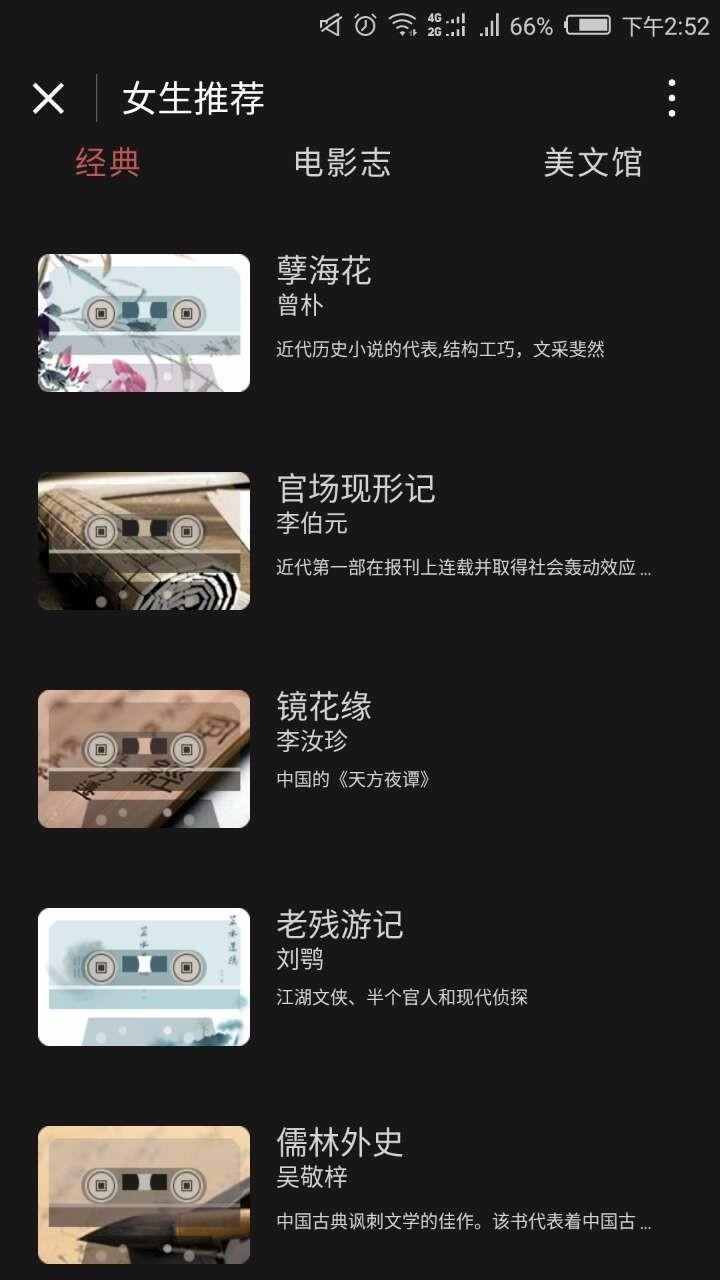 4G
2G
66%
下午2:52
女生推荐
经典
电影志
美文馆
孽海花
曾朴
近代历史小说的代表,结构工巧，文采斐然
官场现形记
李伯元
近代第一部在报刊上连载并取得社会轰动效应 ...
镜花缘
李汝珍
中国的《天方夜谭》
老残游记
刘鹗
江湖文侠、半个官人和现代侦探
儒林外史
吴敬梓
中国古典讽刺文学的佳作。该书代表着中国古 ...